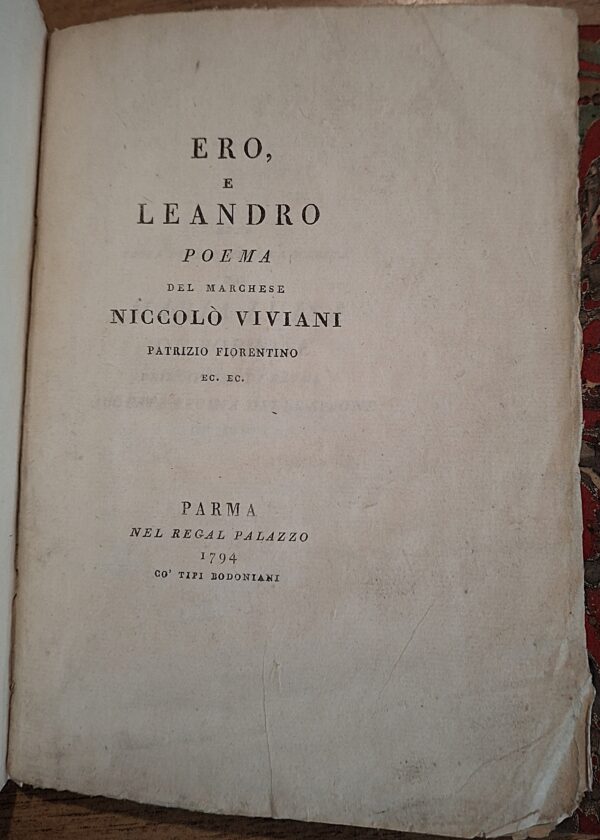 ERO,
E
LEANDRO
POEMA
DEL MARCHESE
NICCOLÒ VIVIANI
PATRIZIO FIORENTINO
EC. EC.
PARMA
NEL REGAL PALAZZO
1794
CO' TIPI BODONIANI